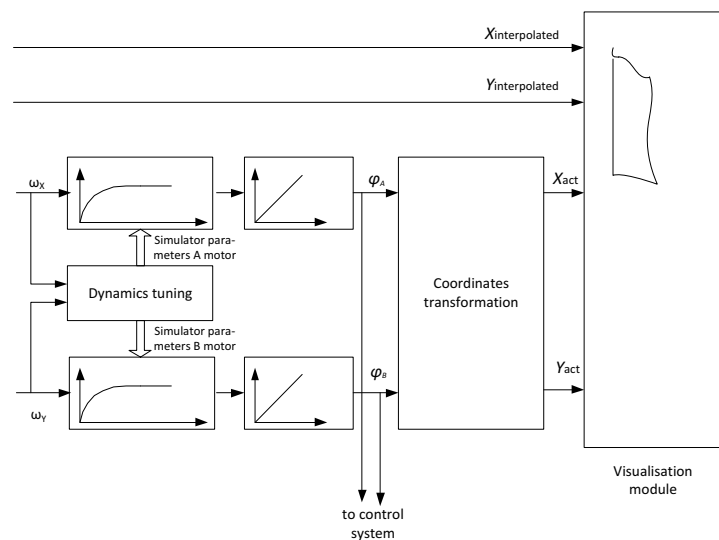 Xinterpolated
Yinterpolated
ωX
φA
Xact
Simulator para-
meters A motor
Dynamics tuning
Coordinates
transformation
Simulator para-
meters B motor
φB
Yact
ωY
Visualisation
module
to control
system